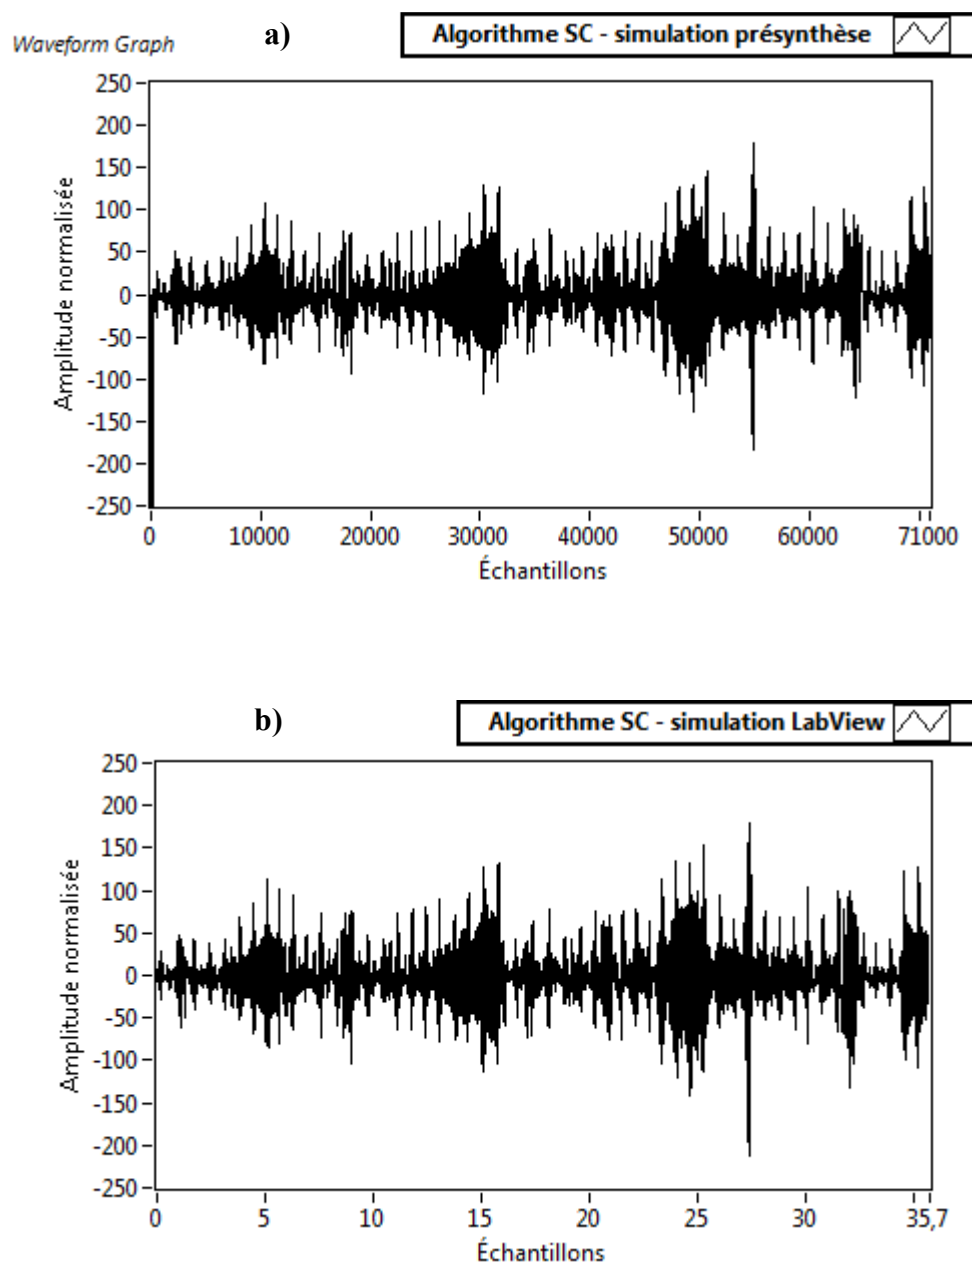 Waveform Graph
a)
Algorithme SC - simulation présynthèse
Amplitude normalisée
250
200
150
100
50
0
-50
-100
-150
-200
-250
0 10000 20000 30000 40000 50000 60000 71000
Échantillons
b)
Algorithme SC - simulation LabView
Amplitude normalisée
250
200
150
100
50
0
-50
-100
-150
-200
-250
0 5 10 15 20 25 30 35,7
Échantillons